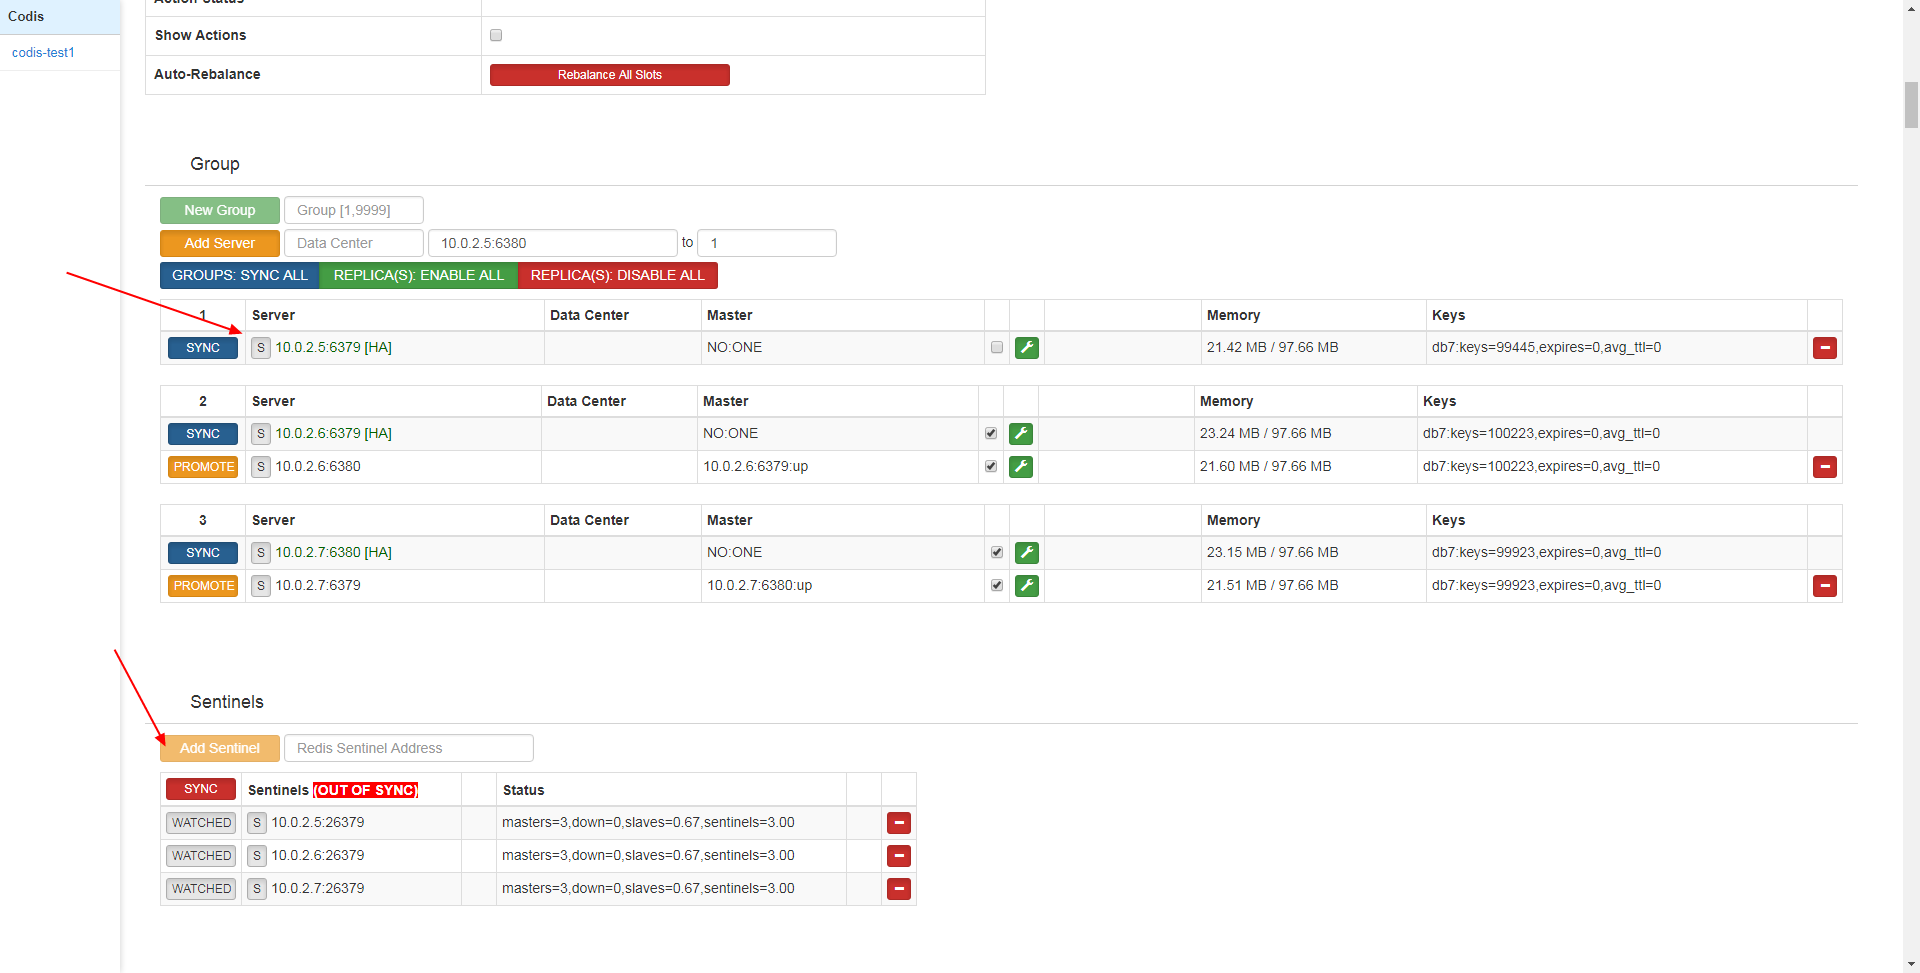 Codis
codis-test1
Action Status
Show Actions
Auto-Rebalance Rebalance All Slots
Group
New Group Group [1,9999]
Add Server Data Center 10.0.2.5:6380 to 1
GROUPS: SYNC ALL REPLICA(S): ENABLE ALL REPLICA(S): DISABLE ALL
1 Server Data Center Master Memory Keys
SYNC S 10.0.2.5:6379 [HA] NO:ONE 21.42 MB / 97.66 MB db7:keys=99445,expires=0,avg_ttl=0
2 Server Data Center Master Memory Keys
SYNC S 10.0.2.6:6379 [HA] NO:ONE 23.24 MB / 97.66 MB db7:keys=100223,expires=0,avg_ttl=0
PROMOTE S 10.0.2.6:6380 10.0.2.6:6379:up 21.60 MB / 97.66 MB db7:keys=100223,expires=0,avg_ttl=0
3 Server Data Center Master Memory Keys
SYNC S 10.0.2.7:6380 [HA] NO:ONE 23.15 MB / 97.66 MB db7:keys=99923,expires=0,avg_ttl=0
PROMOTE S 10.0.2.7:6379 10.0.2.7:6380:up 21.51 MB / 97.66 MB db7:keys=99923,expires=0,avg_ttl=0
Sentinels
Add Sentinel Redis Sentinel Address
SYNC Sentinels (OUT OF SYNC) Status
WATCHED S 10.0.2.5:26379 masters=3,down=0,slaves=0.67,sentinels=3.00
WATCHED S 10.0.2.6:26379 masters=3,down=0,slaves=0.67,sentinels=3.00
WATCHED S 10.0.2.7:26379 masters=3,down=0,slaves=0.67,sentinels=3.00